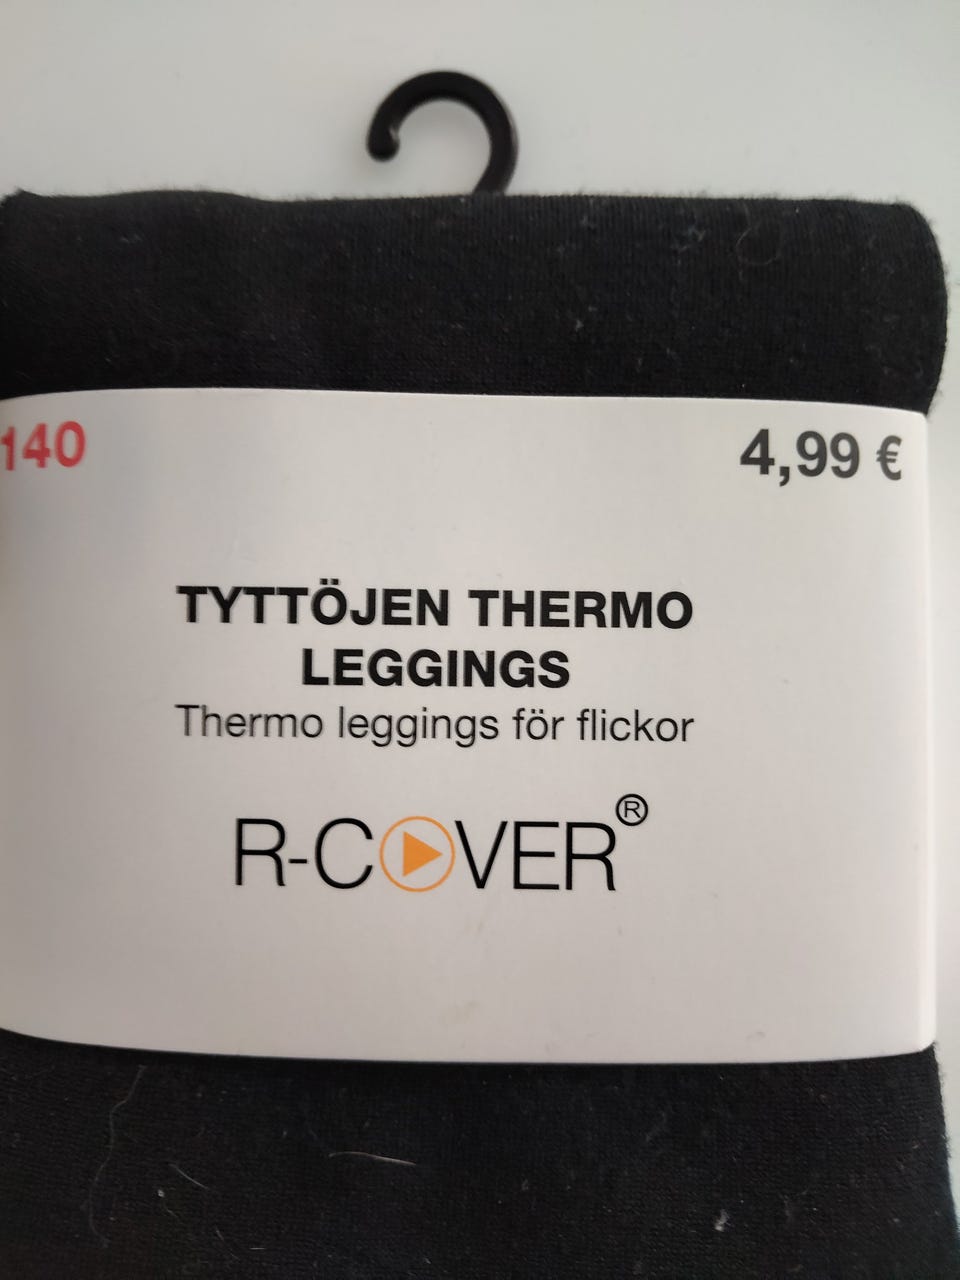 140
4,99 €
TYTTÖJEN THERMO
LEGGINGS
Thermo leggings för flickor
R-COVER®